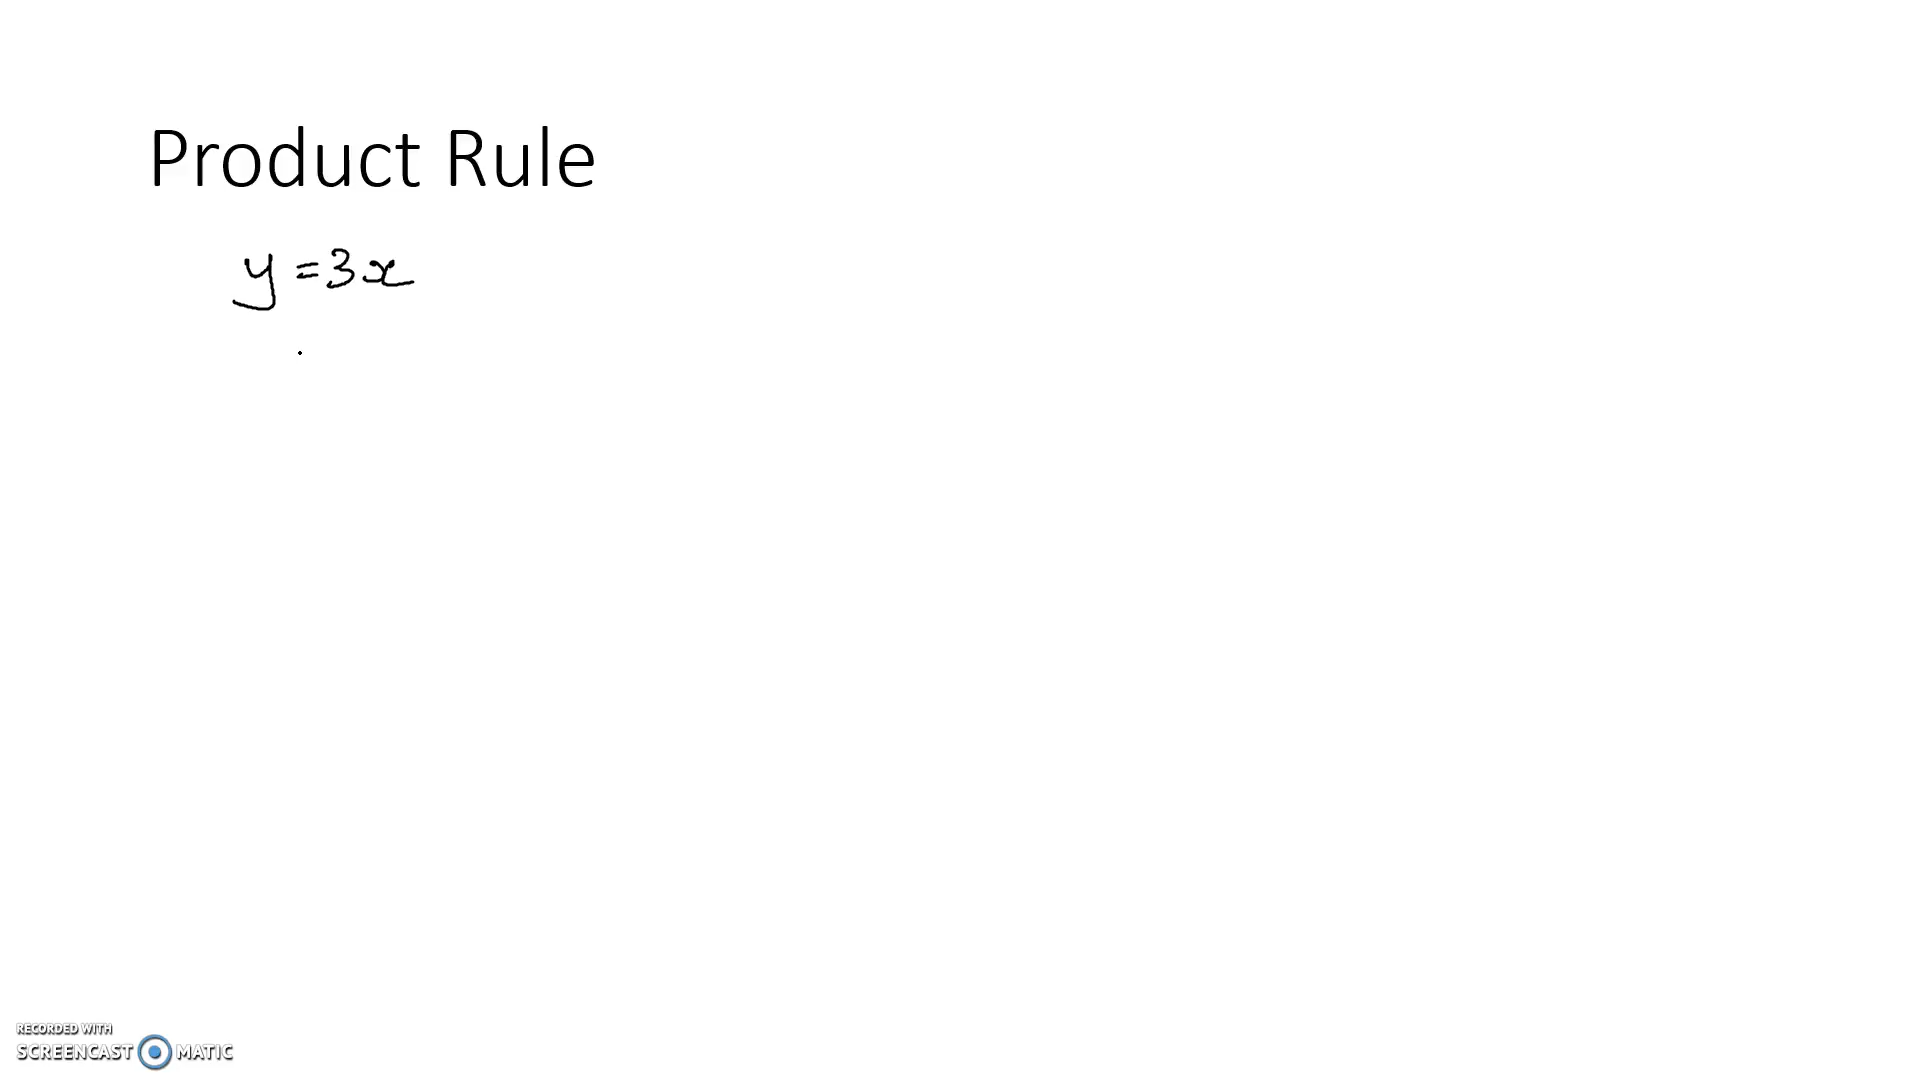 Product Rule
y = 3x
RECORDED WITH
SCREENCAST MATIC